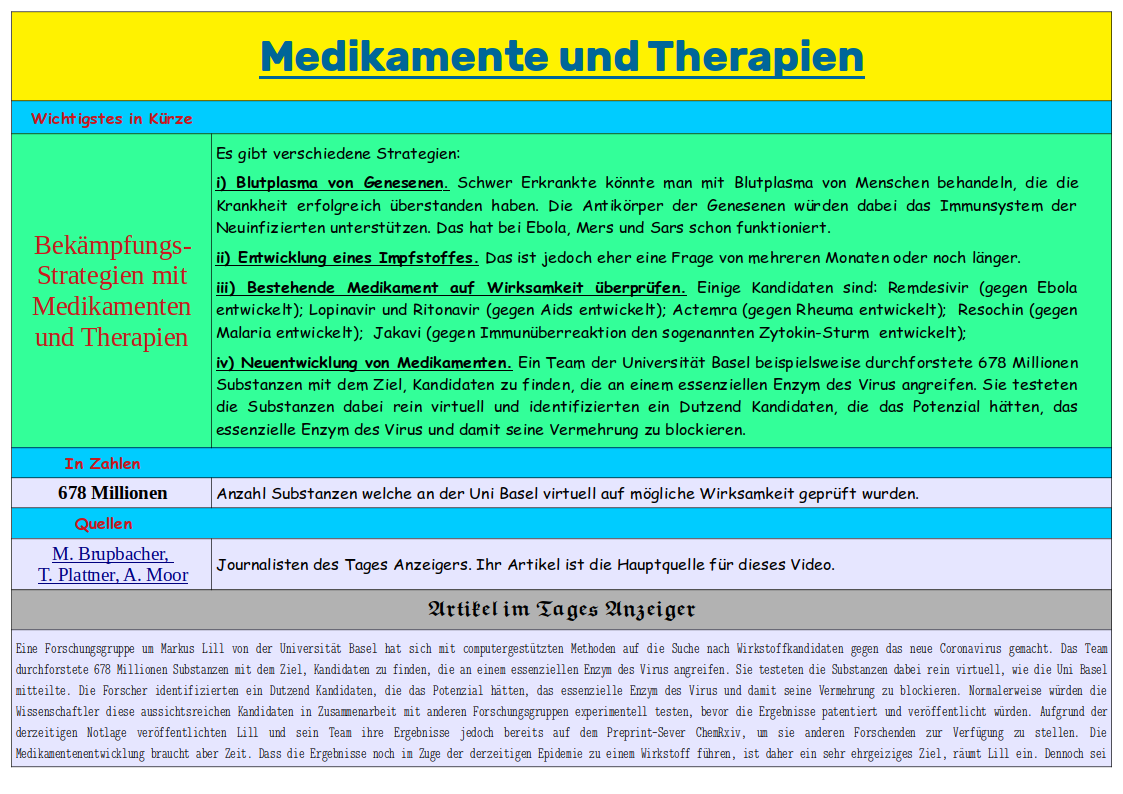 Medikamente und Therapien
Wichtigstes in Kürze
Bekämpfungs-
Strategien mit
Medikamenten
und Therapien
Es gibt verschiedene Strategien:
i) Blutplasma von Genesenen. Schwer Erkrankte könnte man mit Blutplasma von Menschen behandeln, die die
Krankheit erfolgreich überstanden haben. Die Antikörper der Genesenen würden dabei das Immunsystem der
Neuinfizierten unterstützen. Das hat bei Ebola, Mers und Sars schon funktioniert.
ii) Entwicklung eines Impfstoffes. Das ist jedoch eher eine Frage von mehreren Monaten oder noch länger.
iii) Bestehende Medikament auf Wirksamkeit überprüfen. Einige Kandidaten sind: Remdesivir (gegen Ebola
entwickelt); Lopinavir und Ritonavir (gegen Aids entwickelt); Actemra (gegen Rheuma entwickelt); Resochin (gegen
Malaria entwickelt); Jakavi (gegen Immunüberreaktion den sogenannten Zytokin-Sturm entwickelt);
iv) Neuentwicklung von Medikamenten. Ein Team der Universität Basel beispielsweise durchforstete 678 Millionen
Substanzen mit dem Ziel, Kandidaten zu finden, die an einem essenziellen Enzym des Virus angreifen. Sie testeten
die Substanzen dabei rein virtuell und identifizierten ein Dutzend Kandidaten, die das Potenzial hätten, das
essenzielle Enzym des Virus und damit seine Vermehrung zu blockieren.
In Zahlen
678 Millionen
Anzahl Substanzen welche an der Uni Basel virtuell auf mögliche Wirksamkeit geprüft wurden.
Quellen
M. Brupbacher,
T. Plattner, A. Moor
Journalisten des Tages Anzeigers. Ihr Artikel ist die Hauptquelle für dieses Video.
Artikel im Tages Anzeiger
Eine Forschungsgruppe um Markus Lill von der Universität Basel hat sich mit computergestützten Methoden auf die Suche nach Wirkstoffkandidaten gegen das neue Coronavirus gemacht. Das Team
durchforstete 678 Millionen Substanzen mit dem Ziel, Kandidaten zu finden, die an einem essenziellen Enzym des Virus angreifen. Sie testeten die Substanzen dabei rein virtuell, wie die Uni Basel
mitteilte. Die Forscher identifizierten ein Dutzend Kandidaten, die das Potenzial hätten, das essenzielle Enzym des Virus und damit seine Vermehrung zu blockieren. Normalerweise würden die
Wissenschaftler diese aussichtsreichen Kandidaten in Zusammenarbeit mit anderen Forschungsgruppen experimentell testen, bevor die Ergebnisse patentiert und veröffentlicht würden. Aufgrund der
derzeitigen Notlage veröffentlichten Lill und sein Team ihre Ergebnisse jedoch bereits auf dem Preprint-Sever ChemRxiv, um sie anderen Forschenden zur Verfügung zu stellen. Die
Medikamentenentwicklung braucht aber Zeit. Dass die Ergebnisse noch im Zuge der derzeitigen Epidemie zu einem Wirkstoff führen, ist daher ein sehr ehrgeiziges Ziel, räumt Lill ein. Dennoch sei